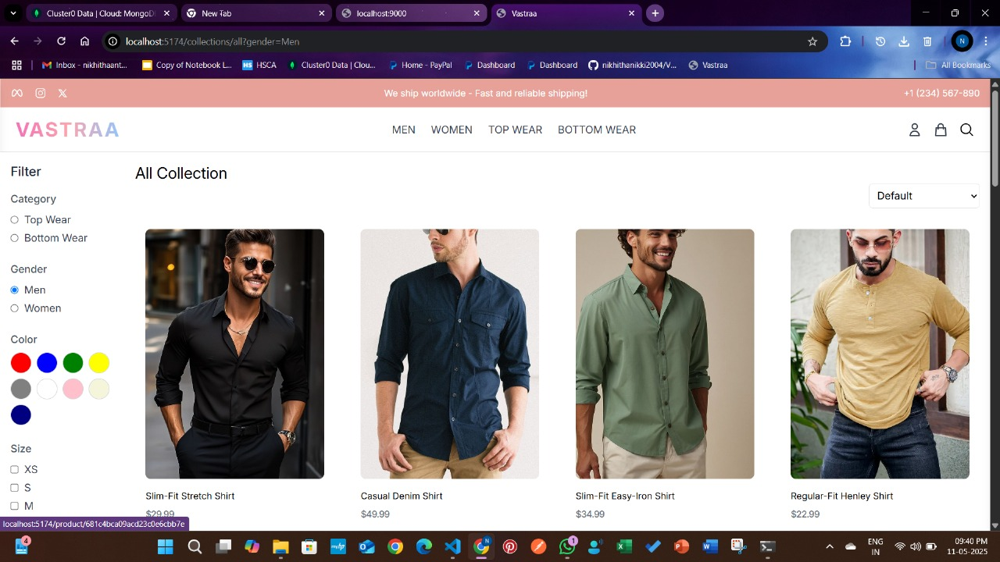 Cluster0 Data | Cloud: MongoD
New Tab
localhost:9000
Vastraa
localhost:5174/collections/all?gender=Men
N
Inbox - nikhithaant...
Copy of Notebook L...
HS HSCA
Cluster0 Data | Clou...
Home - PayPal
Dashboard
Dashboard
nikhithanikki2004/V...
Vastraa
All Bookmarks
We ship worldwide - Fast and reliable shipping!
+1 (234) 567-890
VASTRAA
MEN WOMEN TOP WEAR BOTTOM WEAR
Filter
All Collection
Default
Category
Top Wear
Bottom Wear
Gender
Men
Women
Color
Size
XS
S
M
Slim-Fit Stretch Shirt
$29.99
Casual Denim Shirt
$49.99
Slim-Fit Easy-Iron Shirt
$34.99
Regular-Fit Henley Shirt
$22.99
localhost:5174/product/681c4bca09acd23c0e6cbb7e
4
1
ENG
IN
09:40 PM
11-05-2025